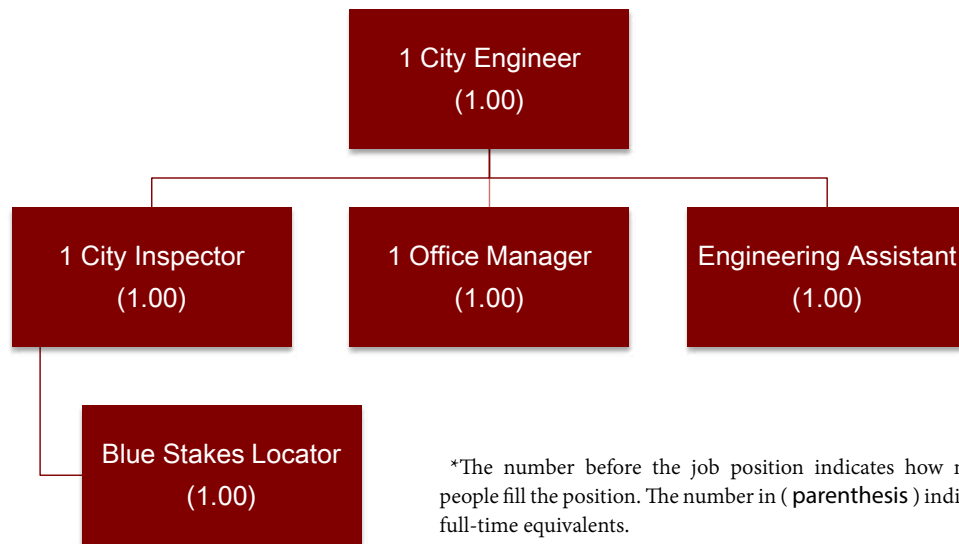 1 City Engineer
(1.00)
1 City Inspector
(1.00)
1 Office Manager
(1.00)
Engineering Assistant
(1.00)
Blue Stakes Locator
(1.00)
*The number before the job position indicates how
people fill the position. The number in ( parenthesis )
full-time equivalents.